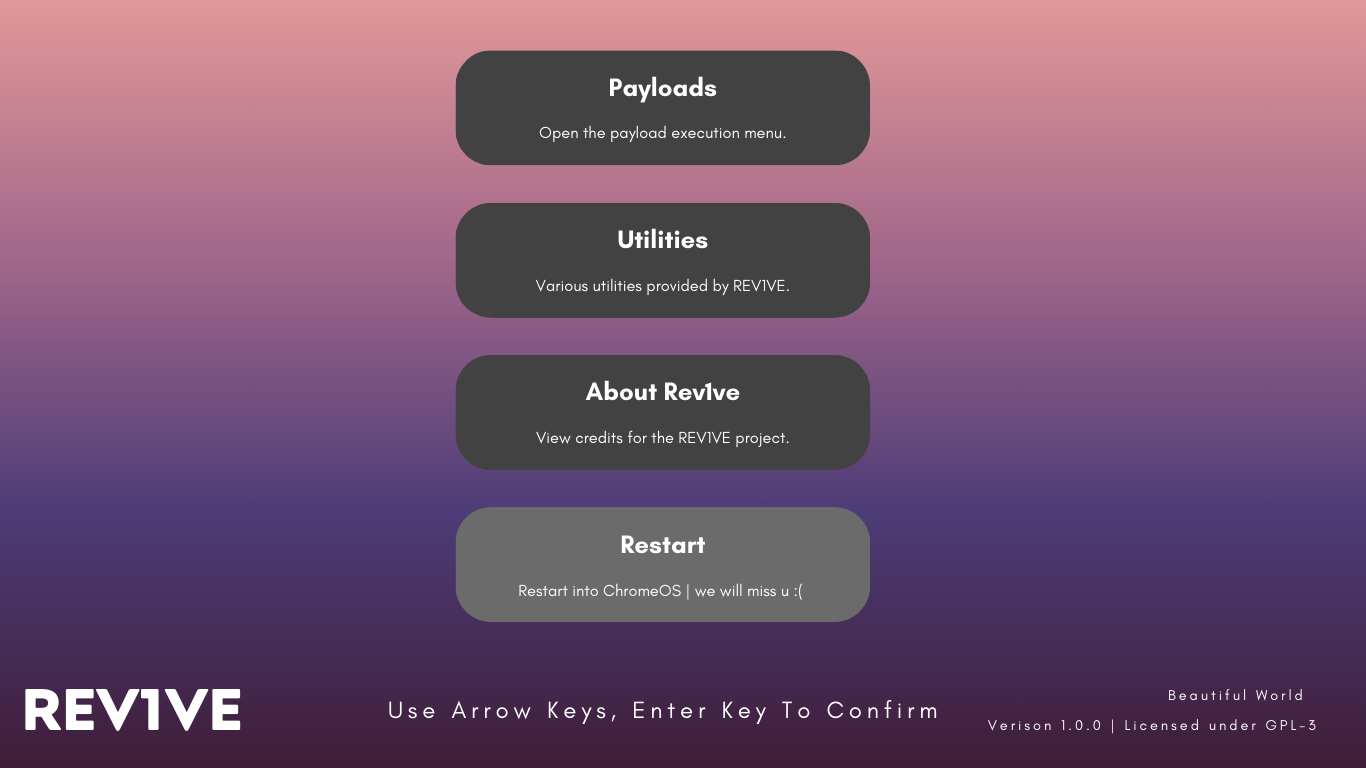 Payloads
Open the payload execution menu.
Utilities
Various utilities provided by REV1VE.
About Rev1ve
View credits for the REV1VE project.
Restart
Restart into ChromeOS | we will miss u :(
REV1VE
Use Arrow Keys, Enter Key To Confirm
Beautiful World
Verison 1.0.0 | Licensed under GPL-3